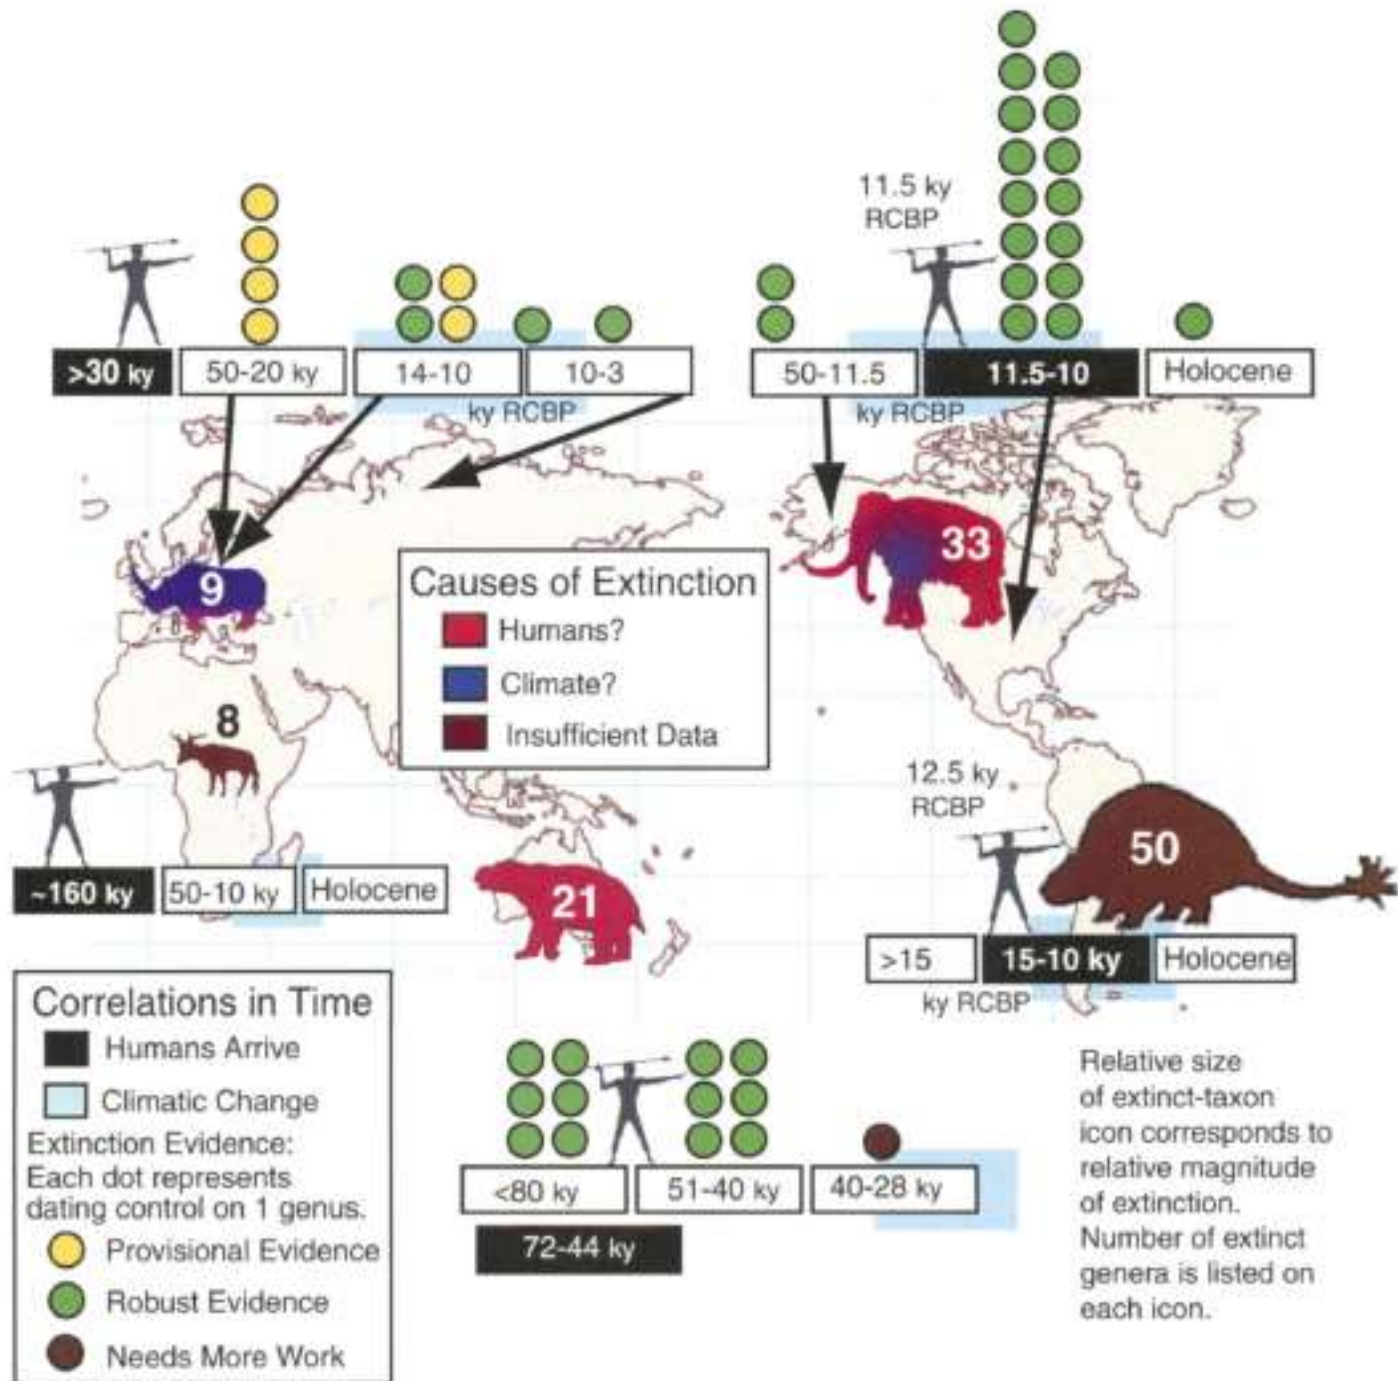 11.5 ky
RCBP
>30 ky
50-20 ky
14-10
10-3
ky RCBP
50-11.5
11.5-10
Holocene
ky RCBP
9
33
Causes of Extinction
Humans?
Climate?
Insufficient Data
8
12.5 ky
RCBP
50
~160 ky
50-10 ky
Holocene
21
>15
15-10 ky
Holocene
ky RCBP
Correlations in Time
Humans Arrive
Climatic Change
Extinction Evidence:
Each dot represents
dating control on 1 genus.
Provisional Evidence
Robust Evidence
Needs More Work
<80 ky
51-40 ky
40-28 ky
72-44 ky
Relative size
of extinct-taxon
icon corresponds to
relative magnitude
of extinction.
Number of extinct
genera is listed on
each icon.